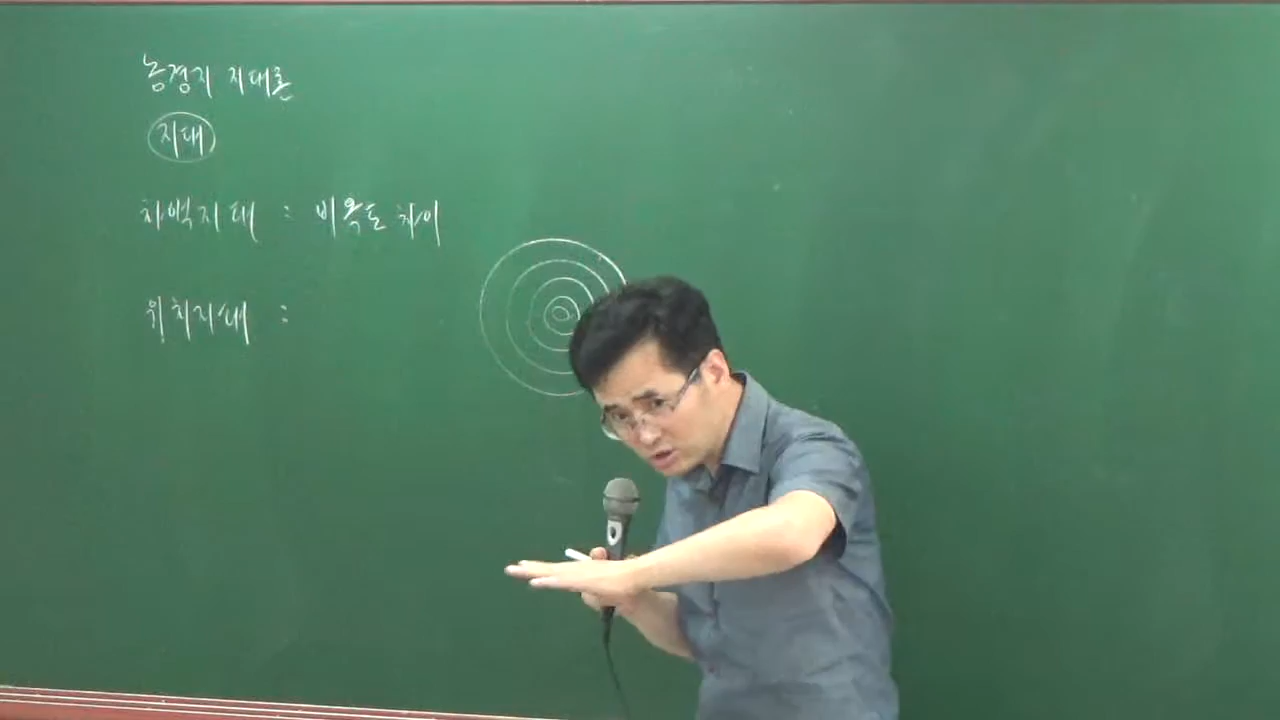 농경지 지대론
지대
차액지대 : 비옥도 차이
위치지대 :